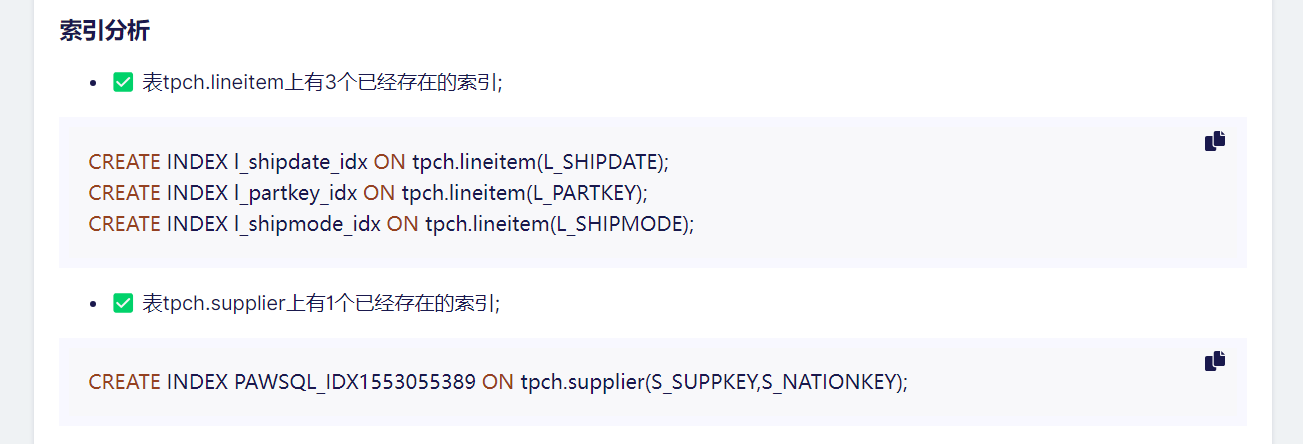 索引分析
表tpch.lineitem上有3个已经存在的索引;
CREATE INDEX l_shipdate_idx ON tpch.lineitem(L_SHIPDATE);
CREATE INDEX l_partkey_idx ON tpch.lineitem(L_PARTKEY);
CREATE INDEX l_shipmode_idx ON tpch.lineitem(L_SHIPMODE);
表tpch.supplier上有1个已经存在的索引;
CREATE INDEX PAWSQL_IDX1553055389 ON tpch.supplier(S_SUPPKEY,S_NATIONKEY);